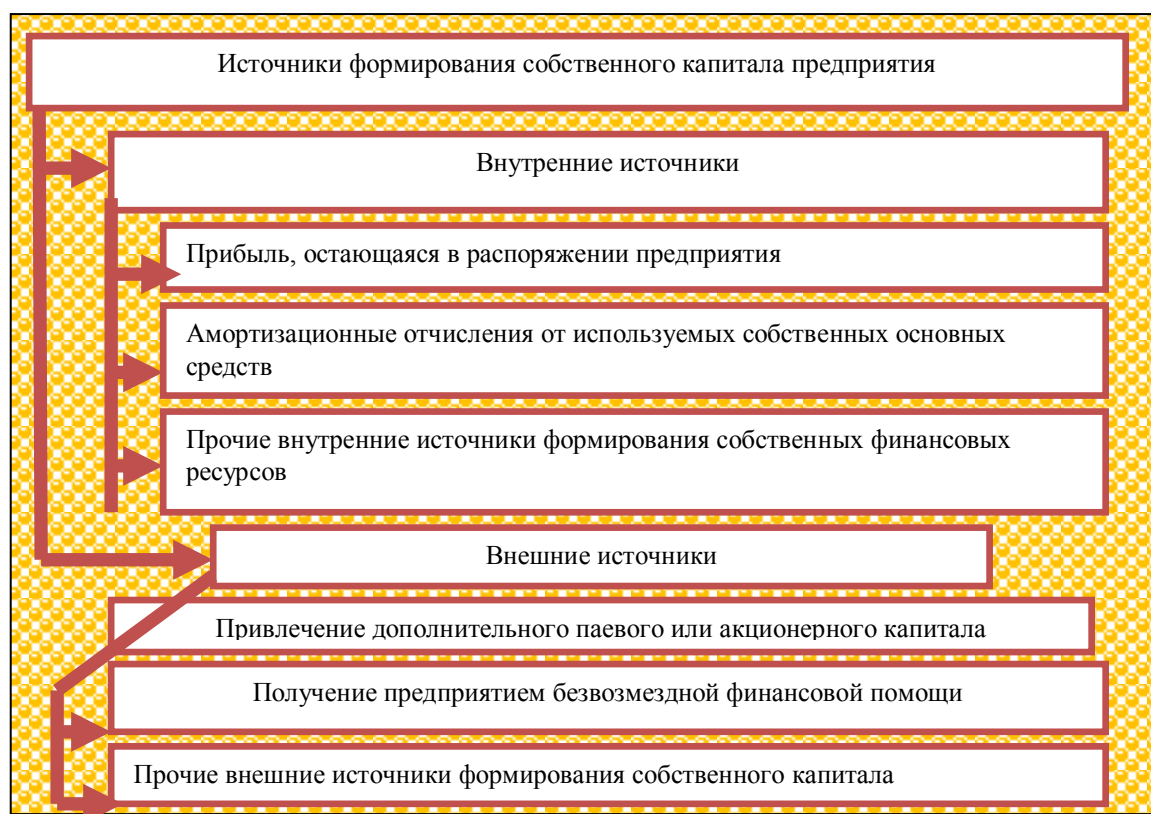 Источники формирования собственного капитала предприятия
Внутренние источники
Прибыль, остающаяся в распоряжении предприятия
Амортизационные отчисления от используемых собственных основных
средств
Прочие внутренние источники формирования собственных финансовых
ресурсов
Внешние источники
Привлечение дополнительного паевого или акционерного капитала
Получение предприятием безвозмездной финансовой помощи
Прочие внешние источники формирования собственного капитала